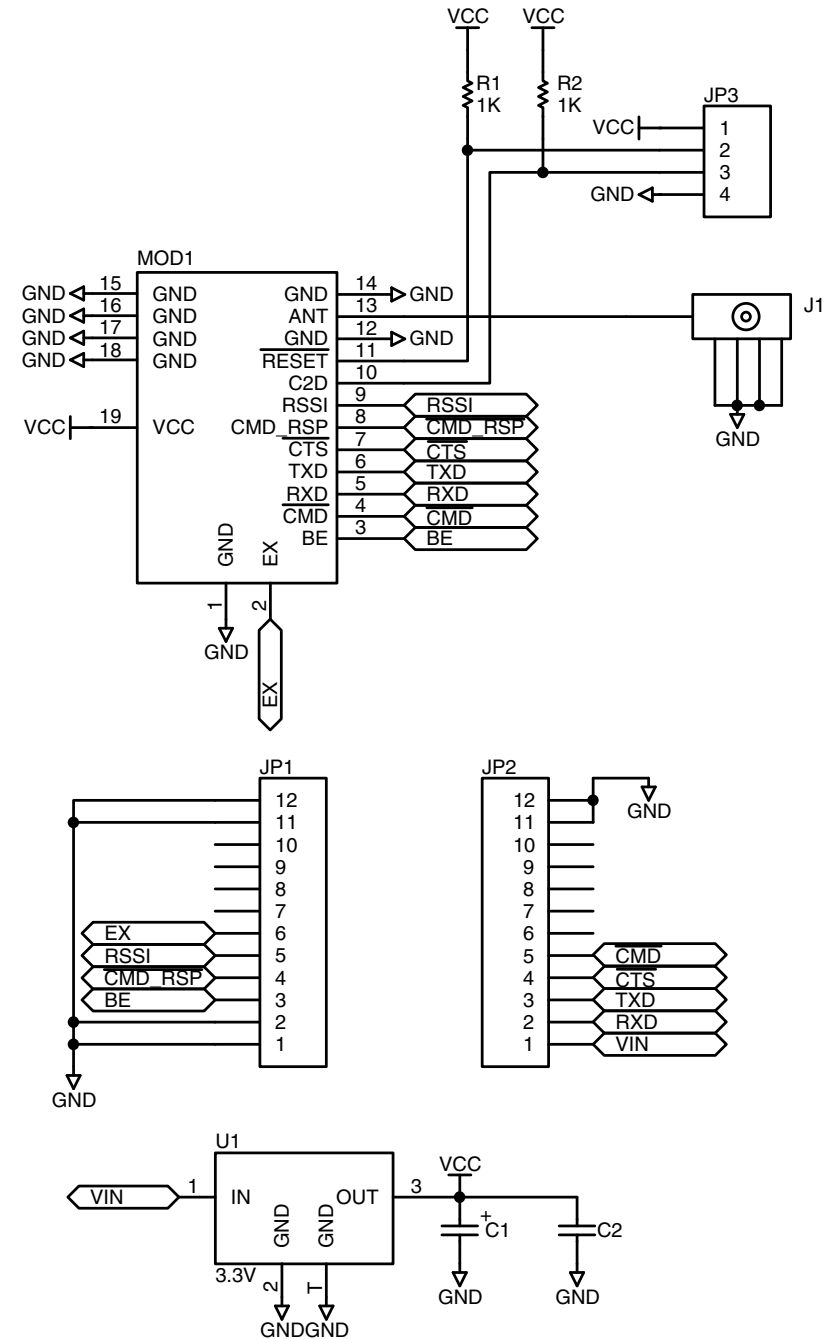 VCC VCC
R1 1K
R2 1K
JP3
VCC 1
2
3
GND 4
MOD1
GND 15 GND GND 14 GND
GND 16 GND ANT 13
GND 17 GND GND 12 GND
GND 18 GND RESET 11
C2D 10
RSSI 9 RSSI
VCC 19 VCC CMD_RSP 8 CMD_RSP
CTS 7 CTS
TXD 6 TXD
RXD 5 RXD
CMD 4 CMD
BE 3 BE
GND EX
1 2
GND
EX
J1
GND
JP1
12
11
10
9
8
7
EX 6
RSSI 5
CMD_RSP 4
BE 3
2
1
GND
JP2
12
11
GND
10
9
8
7
6
5 CMD
4 CTS
3 TXD
2 RXD
1 VIN
U1
VIN 1 IN OUT 3
GND GND
3.3V 2 T
GND GND
VCC
+
C1 C2
GND GND